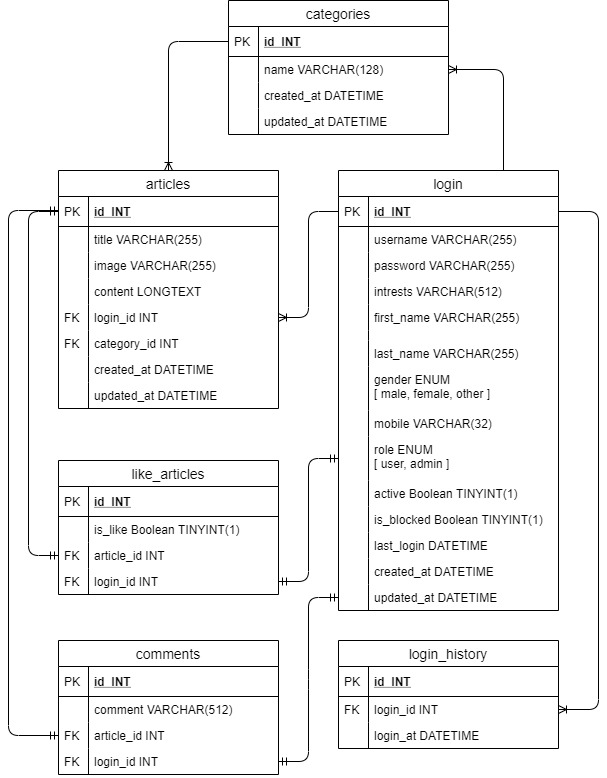 categories
PK id_INT
name VARCHAR(128)
created_at DATETIME
updated_at DATETIME
articles
PK id_INT
title VARCHAR(255)
image VARCHAR(255)
content LONGTEXT
FK login_id INT
FK category_id INT
created_at DATETIME
updated_at DATETIME
login
PK id_INT
username VARCHAR(255)
password VARCHAR(255)
intrests VARCHAR(512)
first_name VARCHAR(255)
last_name VARCHAR(255)
gender ENUM
[ male, female, other ]
mobile VARCHAR(32)
role ENUM
[ user, admin ]
active Boolean TINYINT(1)
is_blocked Boolean TINYINT(1)
last_login DATETIME
created_at DATETIME
updated_at DATETIME
like_articles
PK id_INT
is_like Boolean TINYINT(1)
FK article_id INT
FK login_id INT
comments
PK id_INT
comment VARCHAR(512)
FK article_id INT
FK login_id INT
login_history
PK id_INT
FK login_id INT
login_at DATETIME